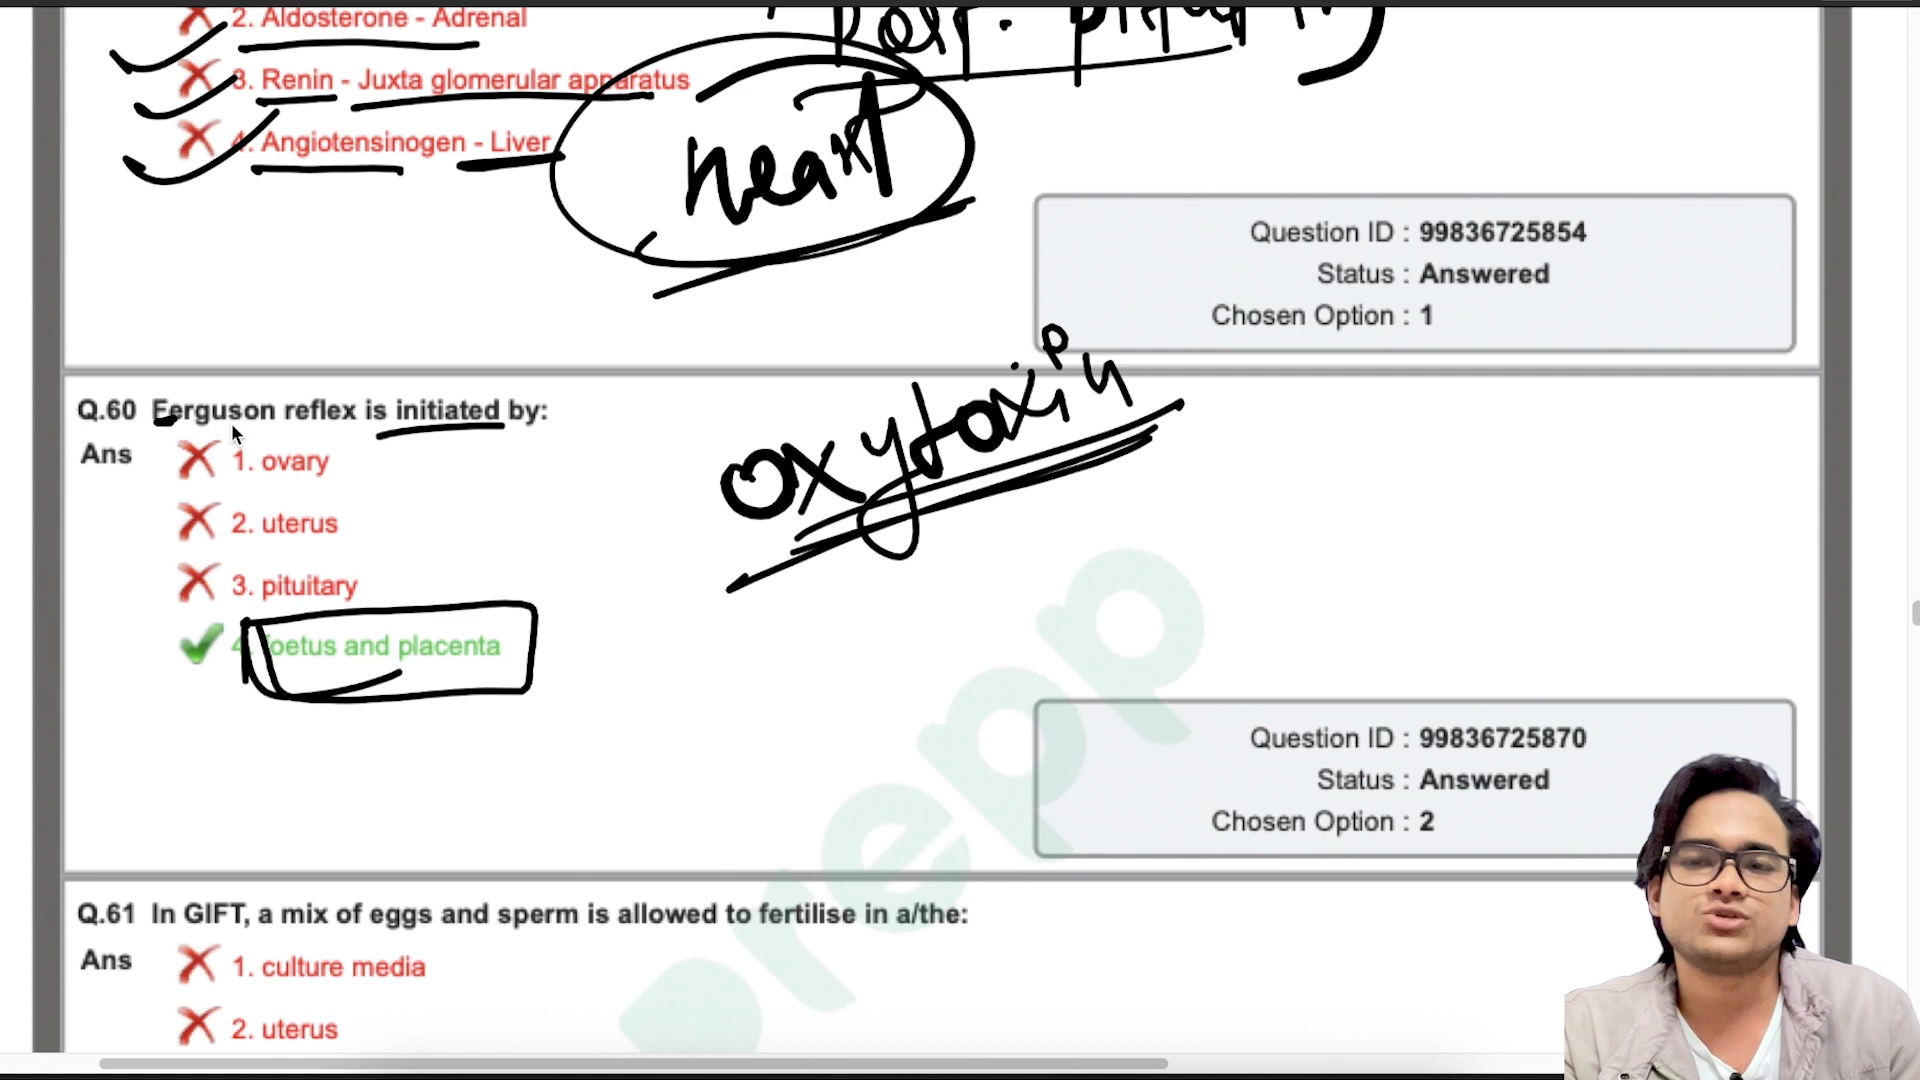 2. Aldosterone - Adrenal
3. Renin - Juxta glomerular apparatus
4. Angiotensinogen - Liver
heart
Question ID : 99836725854
Status : Answered
Chosen Option : 1
Q.60 Ferguson reflex is initiated by:
Ans
1. ovary
2. uterus
3. pituitary
4. foetus and placenta
oxytoxin
Question ID : 99836725870
Status : Answered
Chosen Option : 2
Q.61 In GIFT, a mix of eggs and sperm is allowed to fertilise in a/the:
Ans
1. culture media
2. uterus
prepp